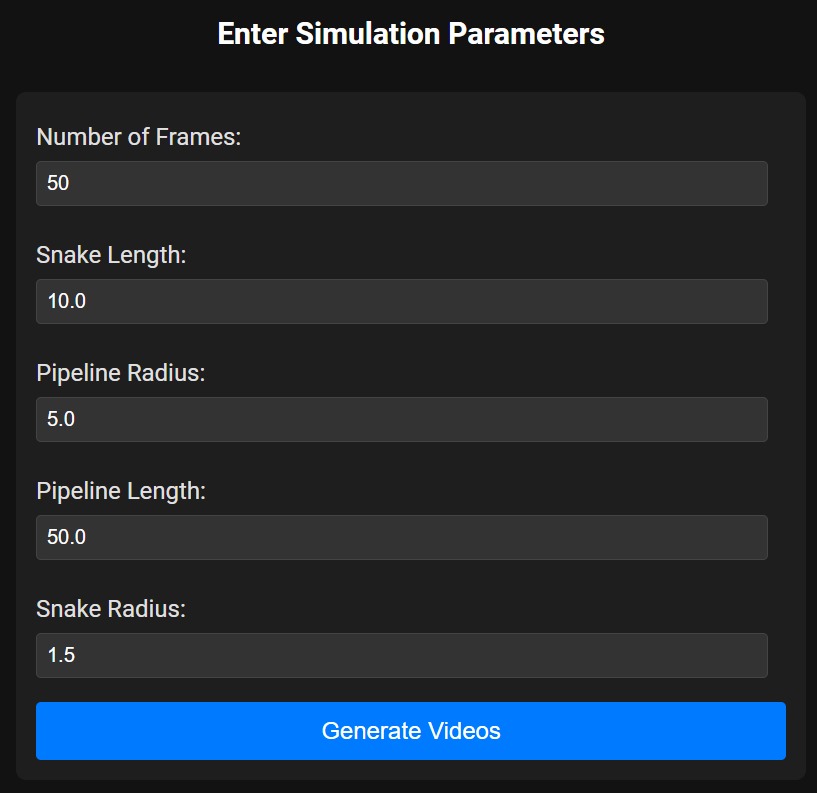 Enter Simulation Parameters
Number of Frames:
50
Snake Length:
10.0
Pipeline Radius:
5.0
Pipeline Length:
50.0
Snake Radius:
1.5
Generate Videos